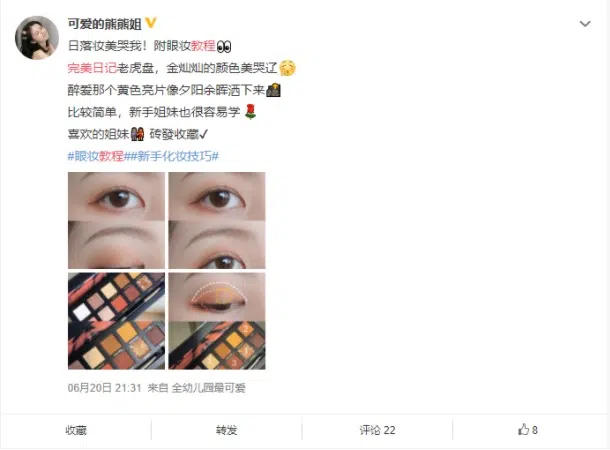 可爱的熊熊姐
日落妆美哭我！附眼妆教程
完美日记老虎盘，金灿灿的颜色美哭辽
醉爱那个黄色亮片像夕阳余晖洒下来
比较简单，新手姐妹也很容易学
喜欢的姐妹 砖發收藏✓
#眼妆教程##新手化妆技巧#
06月20日 21:31 来自 全幼儿园最可爱
收藏 转发 评论 22 8